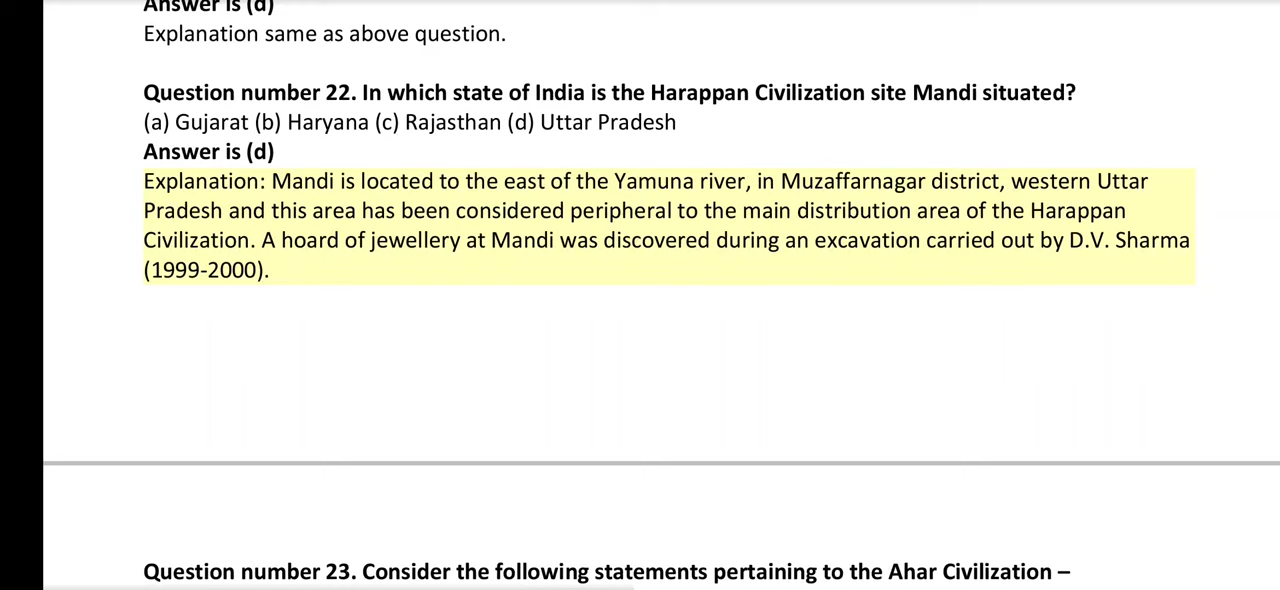 Answer is (d)
Explanation same as above question.
Question number 22. In which state of India is the Harappan Civilization site Mandi situated?
(a) Gujarat (b) Haryana (c) Rajasthan (d) Uttar Pradesh
Answer is (d)
Explanation: Mandi is located to the east of the Yamuna river, in Muzaffarnagar district, western Uttar
Pradesh and this area has been considered peripheral to the main distribution area of the Harappan
Civilization. A hoard of jewellery at Mandi was discovered during an excavation carried out by D.V. Sharma
(1999-2000).
Question number 23. Consider the following statements pertaining to the Ahar Civilization –